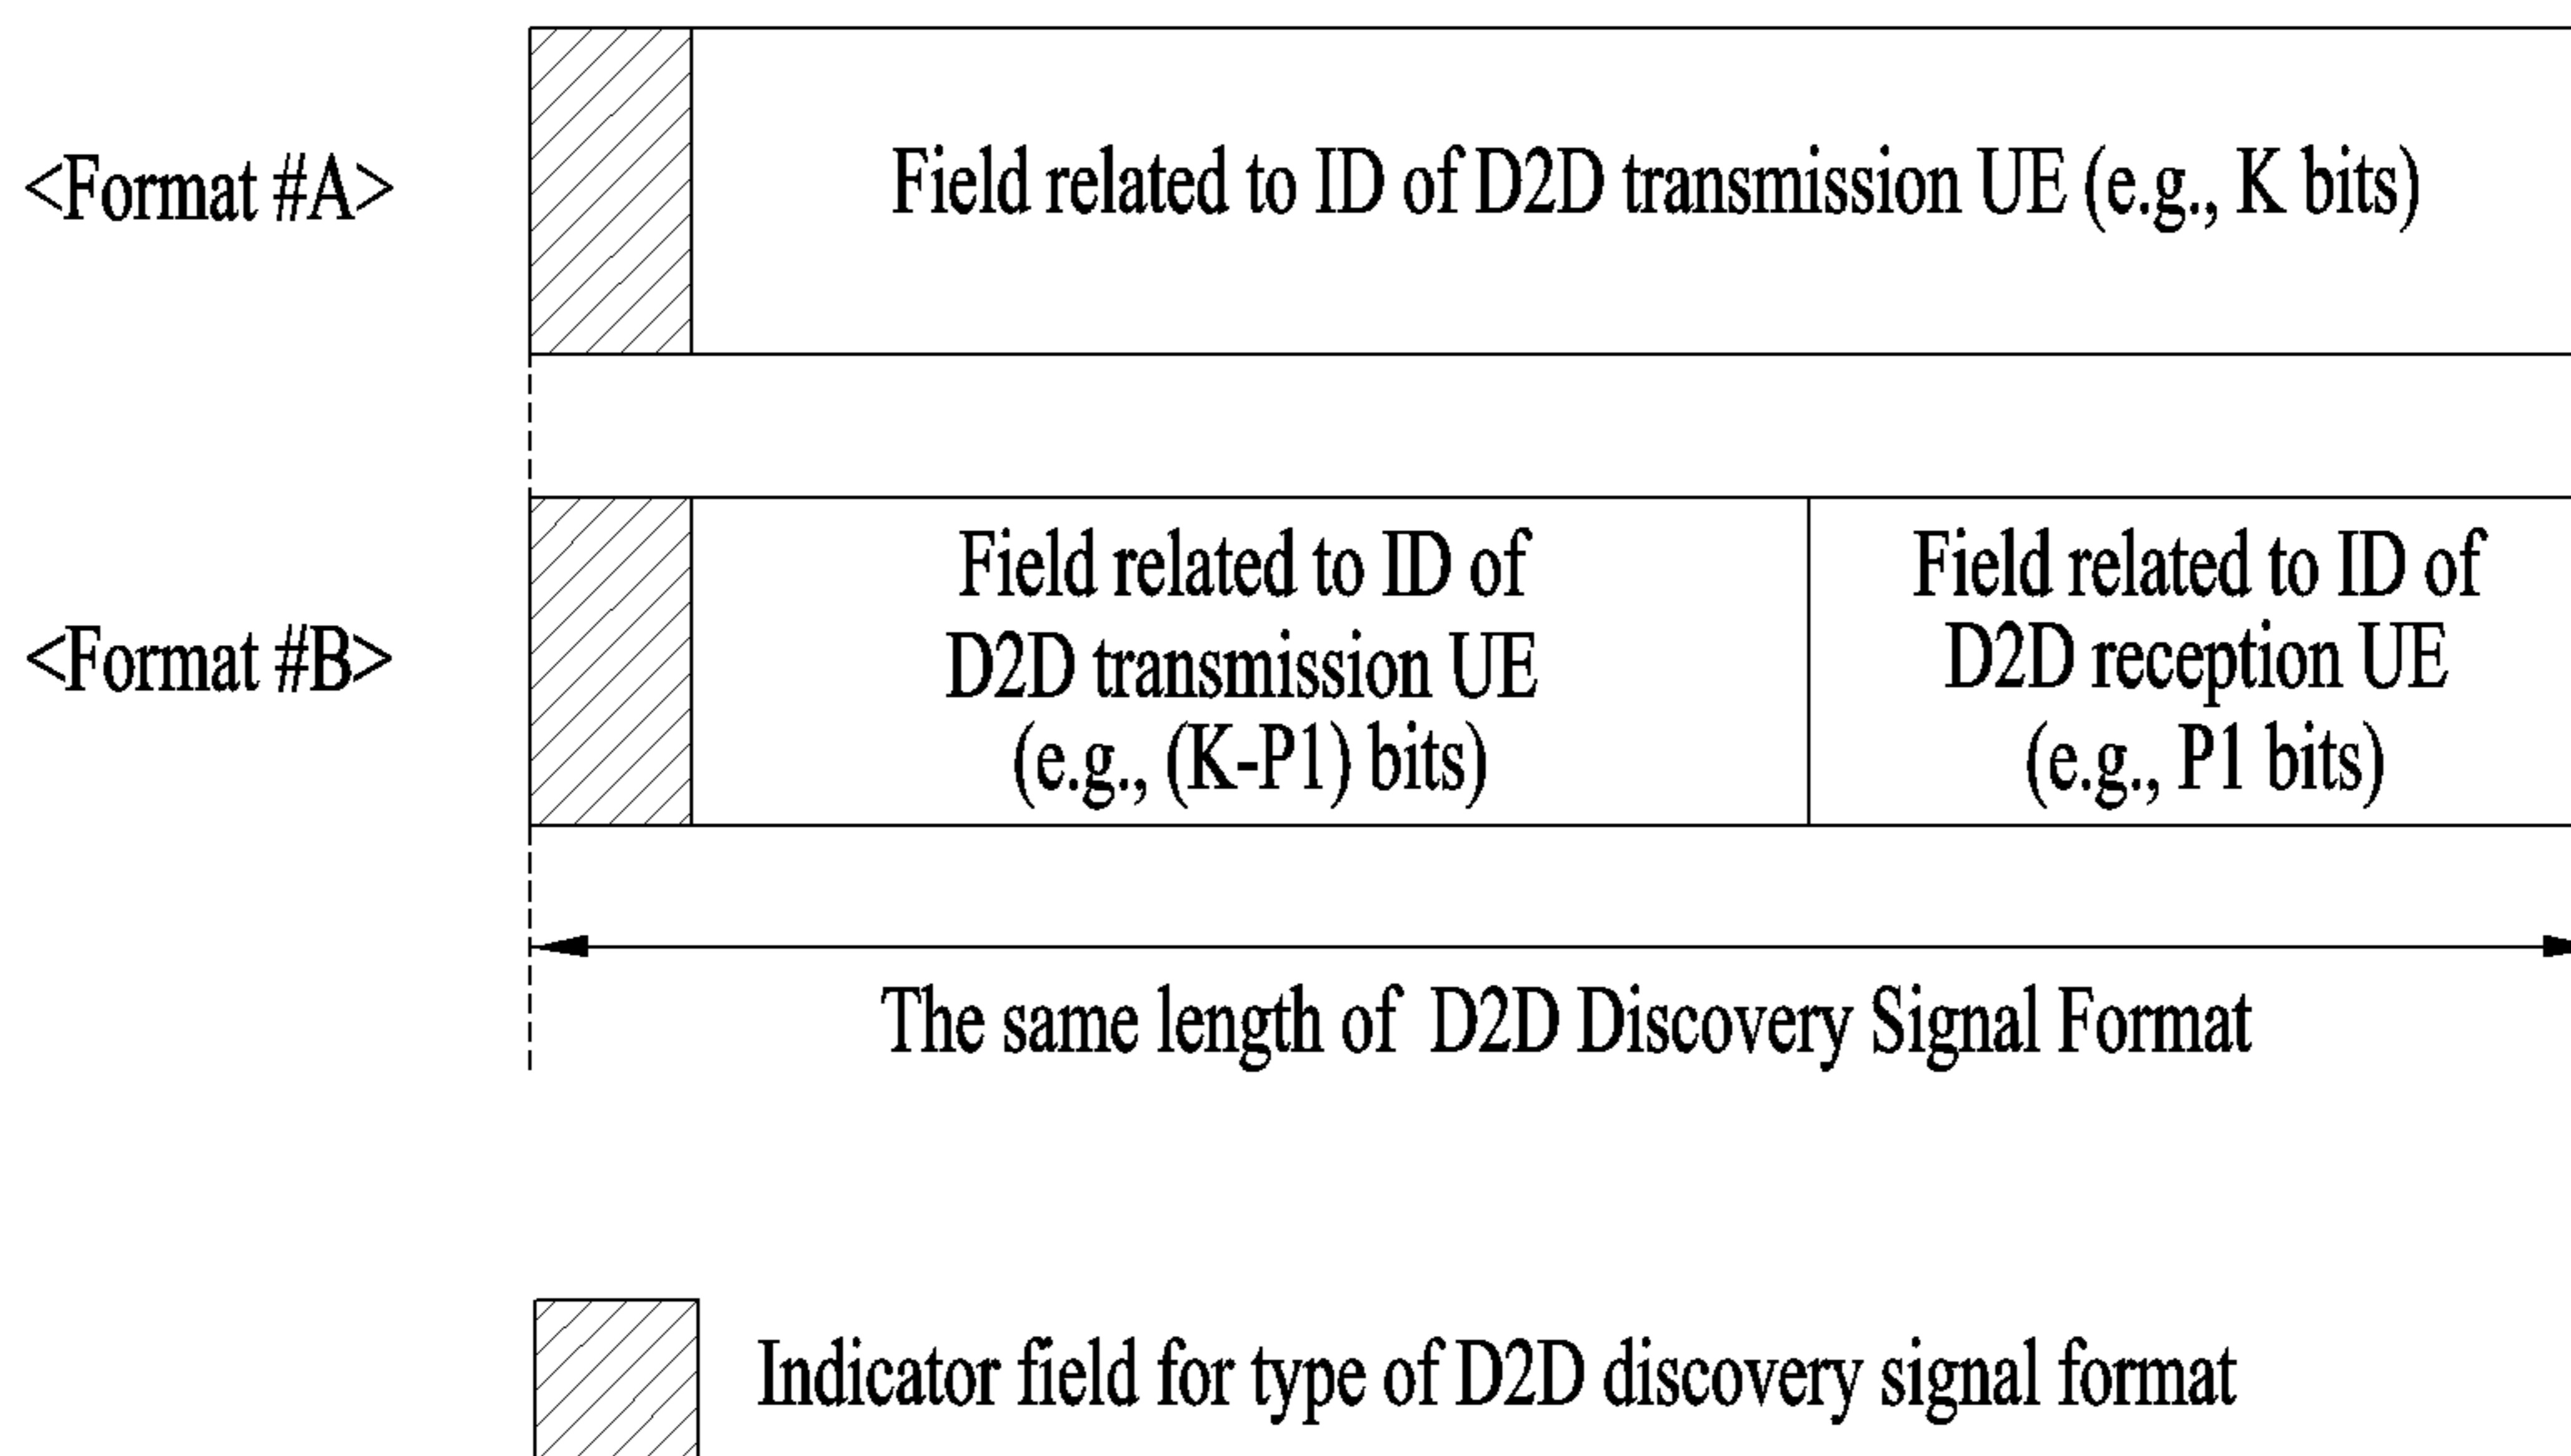 <Format #A>
Field related to ID of D2D transmission UE (e.g., K bits)
<Format #B>
Field related to ID of
D2D transmission UE
(e.g., (K-P1) bits)
Field related to ID of
D2D reception UE
(e.g., P1 bits)
The same length of D2D Discovery Signal Format
Indicator field for type of D2D discovery signal format